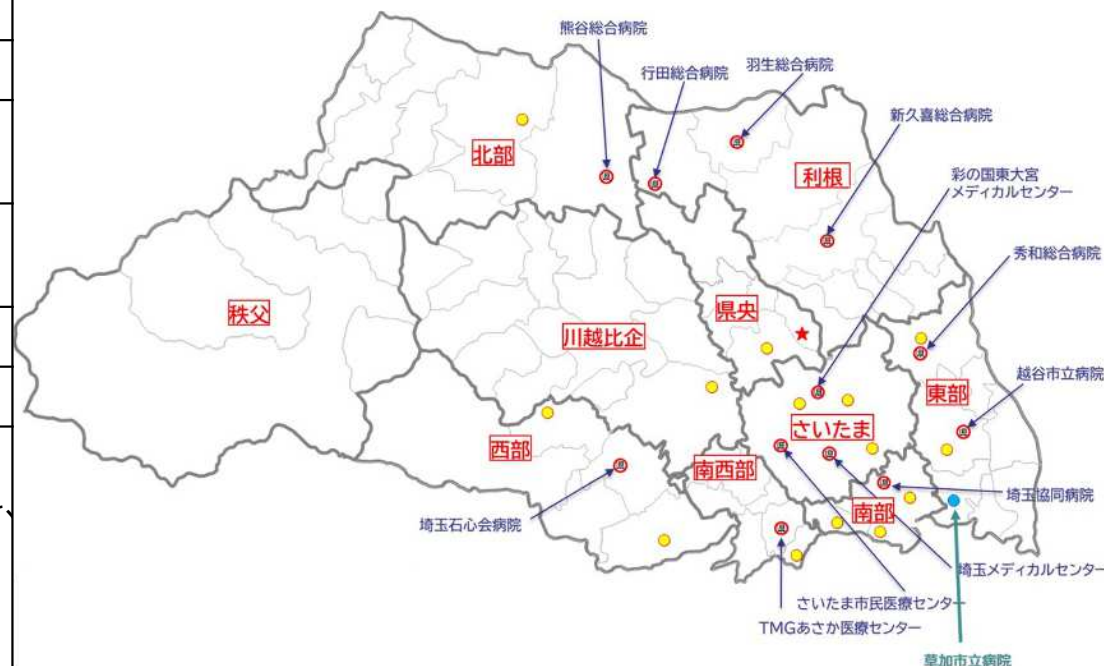 熊谷総合病院
行田総合病院
羽生総合病院
新久喜総合病院
彩の国東大宮
メディカルセンター
秀和総合病院
越谷市立病院
埼玉協同病院
埼玉メディカルセンター
さいたま市民医療センター
TMGあさか医療センター
草加市立病院
埼玉石心会病院
北部
利根
秩父
川越比企
県央
東部
さいたま
西部
南西部
南部